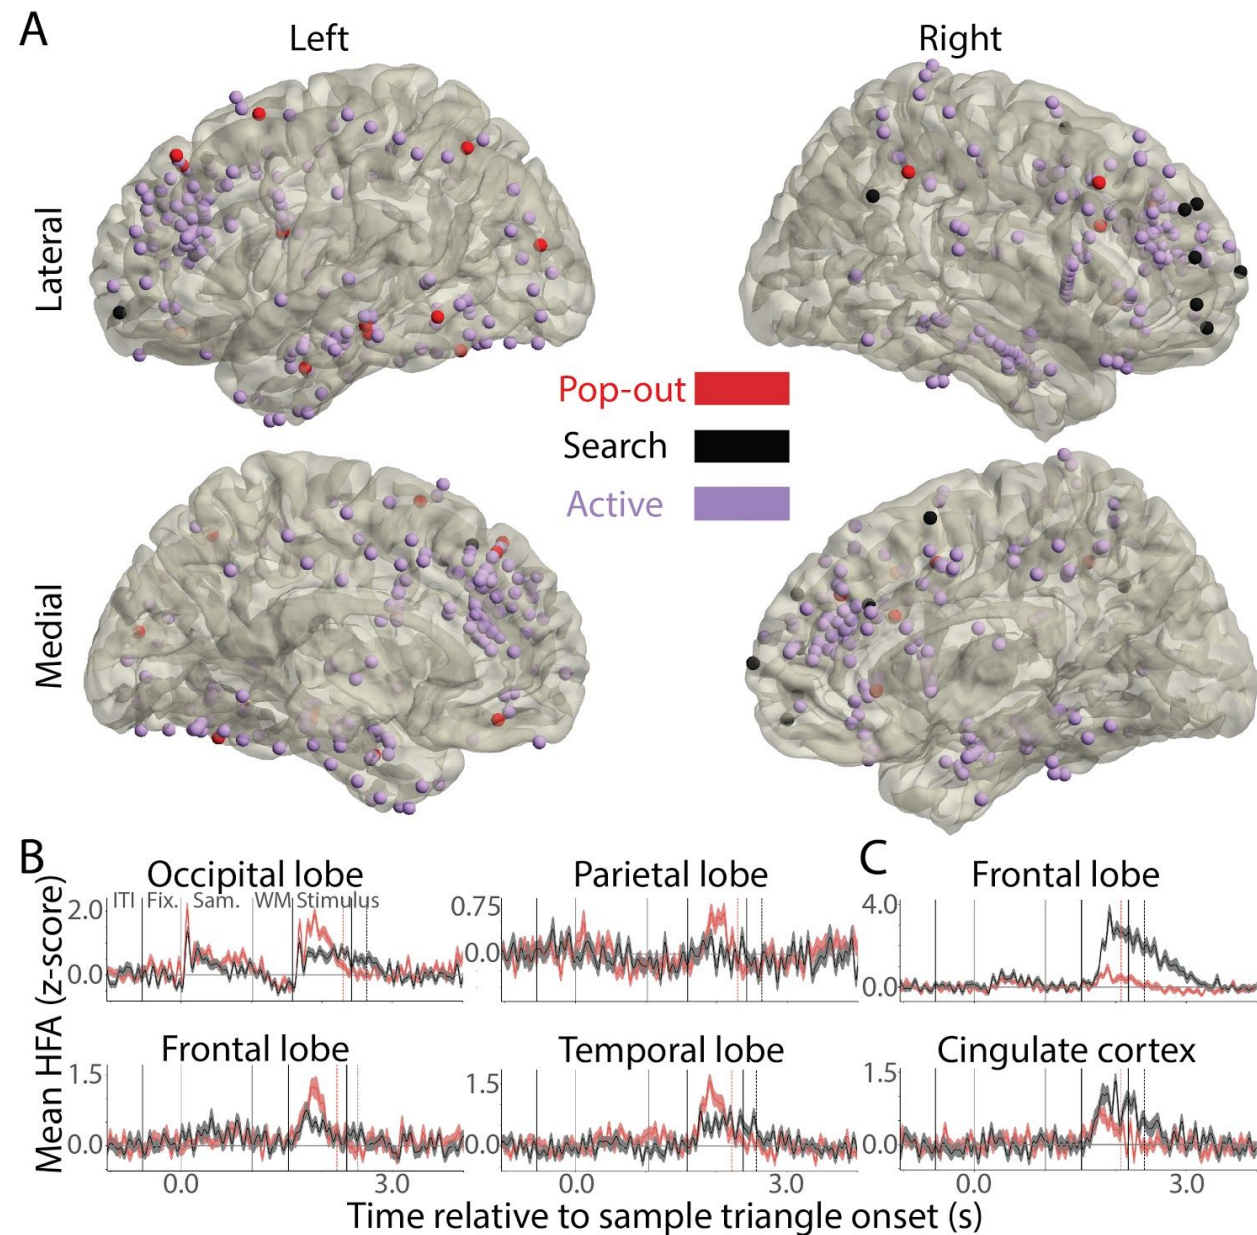 A
Left
Right
Lateral
Pop-out
Search
Active
Medial
B
C
Occipital lobe
Parietal lobe
Frontal lobe
ITI Fix. Sam. WM Stimulus
2.0
0.0
0.75
0.0
4.0
0.0
Mean HFA (z-score)
Frontal lobe
Temporal lobe
Cingulate cortex
1.5
0.0
1.5
0.0
1.5
0.0
0.0 3.0
0.0 3.0
0.0 3.0
Time relative to sample triangle onset (s)